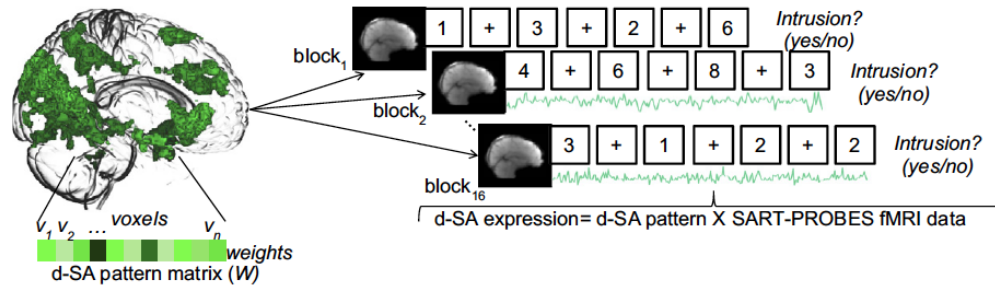 block1
1 + 3 + 2 + 6
Intrusion?
(yes/no)
block2
4 + 6 + 8 + 3
Intrusion?
(yes/no)
...
block16
3 + 1 + 2 + 2
Intrusion?
(yes/no)
d-SA expression= d-SA pattern X SART-PROBES fMRI data
voxels
v1 v2 ... vn
weights
d-SA pattern matrix (W)